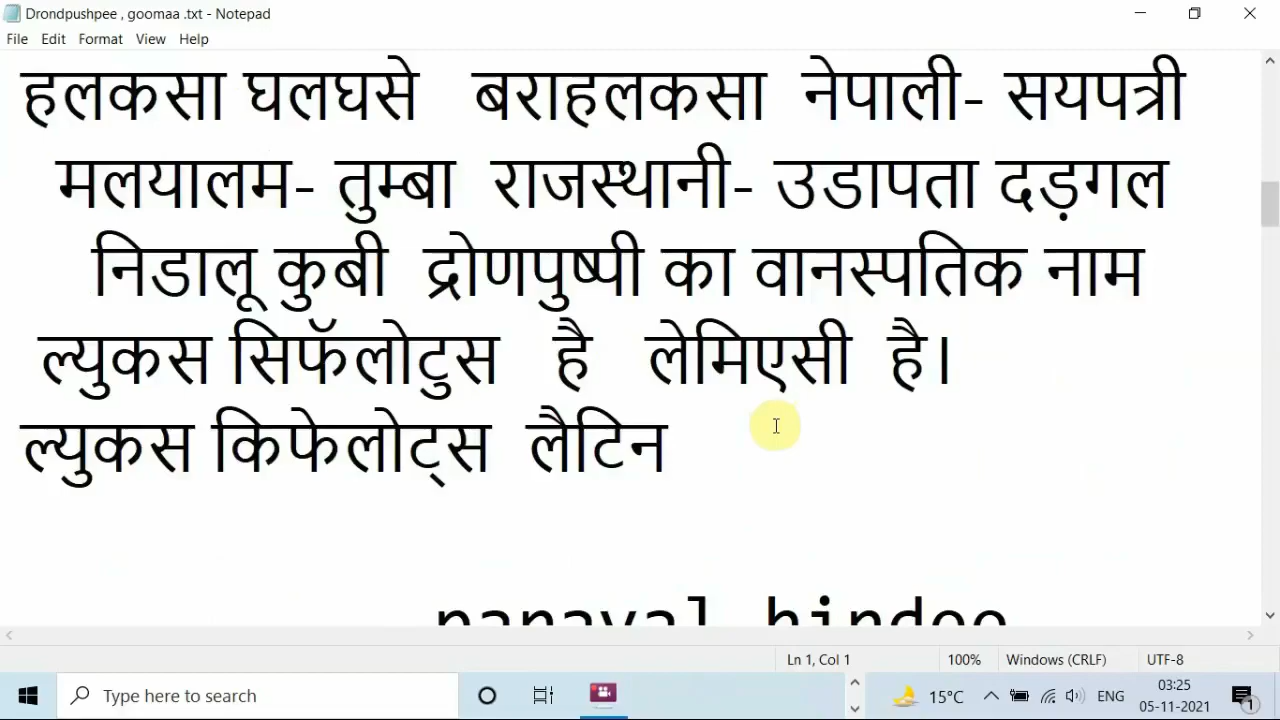 Drondpushpee , goomaa .txt - Notepad
File Edit Format View Help
हलकसा घलघसे बराहलकसा नेपाली- सयपत्री
मलयालम- तुम्बा राजस्थानी- उडापता दड़गल
निडालू कुबी द्रोणपुष्पी का वानस्पतिक नाम
ल्युकस सिफॅलोटुस है लेमिएसी है।
ल्युकस किफेलोट्स लैटिन
hindee
Ln 1, Col 1 100% Windows (CRLF) UTF-8
Type here to search 15°C ENG 03:25 05-11-2021 1